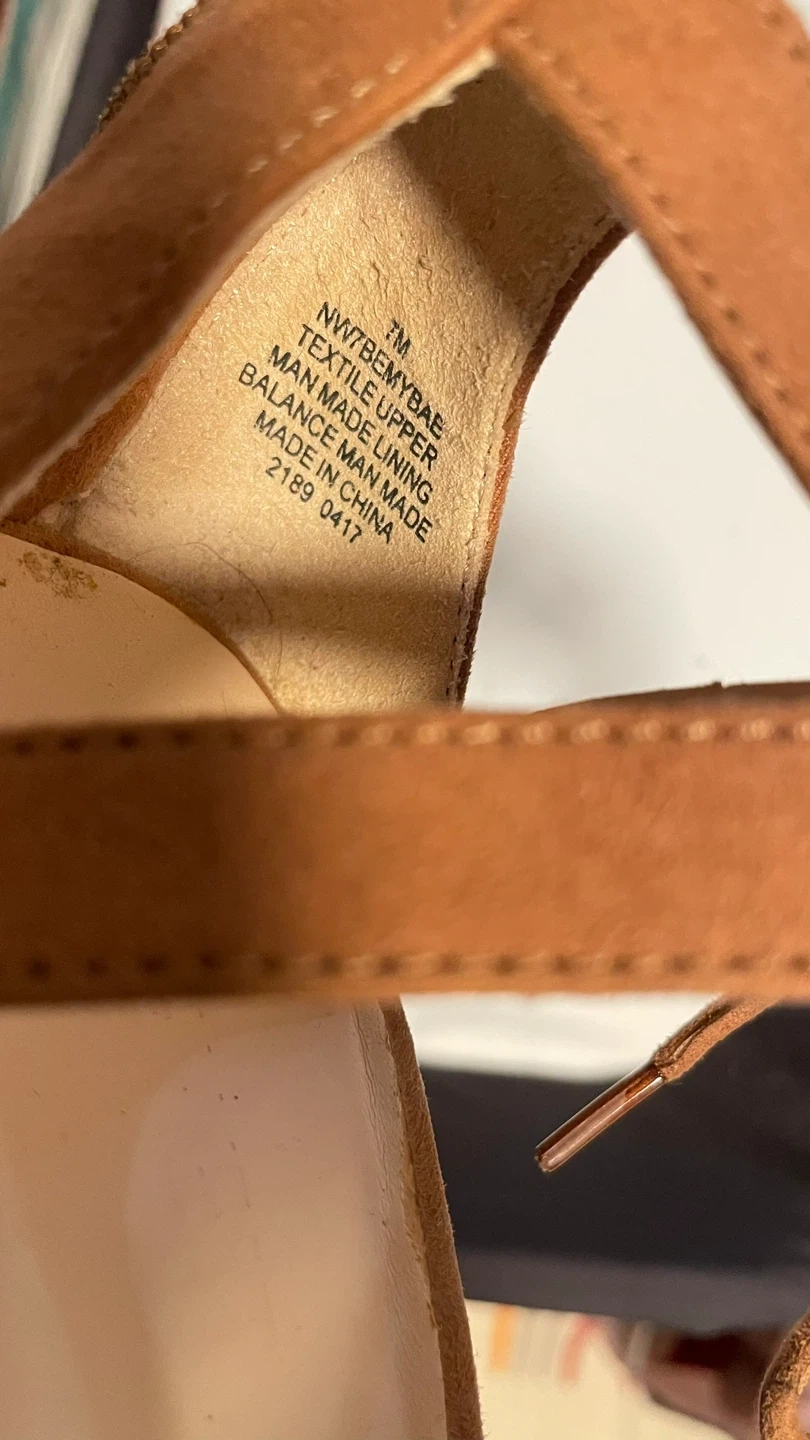 7M
NW7BEMYBAE
TEXTILE UPPER
MAN MADE LINING
BALANCE MAN MADE
MADE IN CHINA
2189 0417